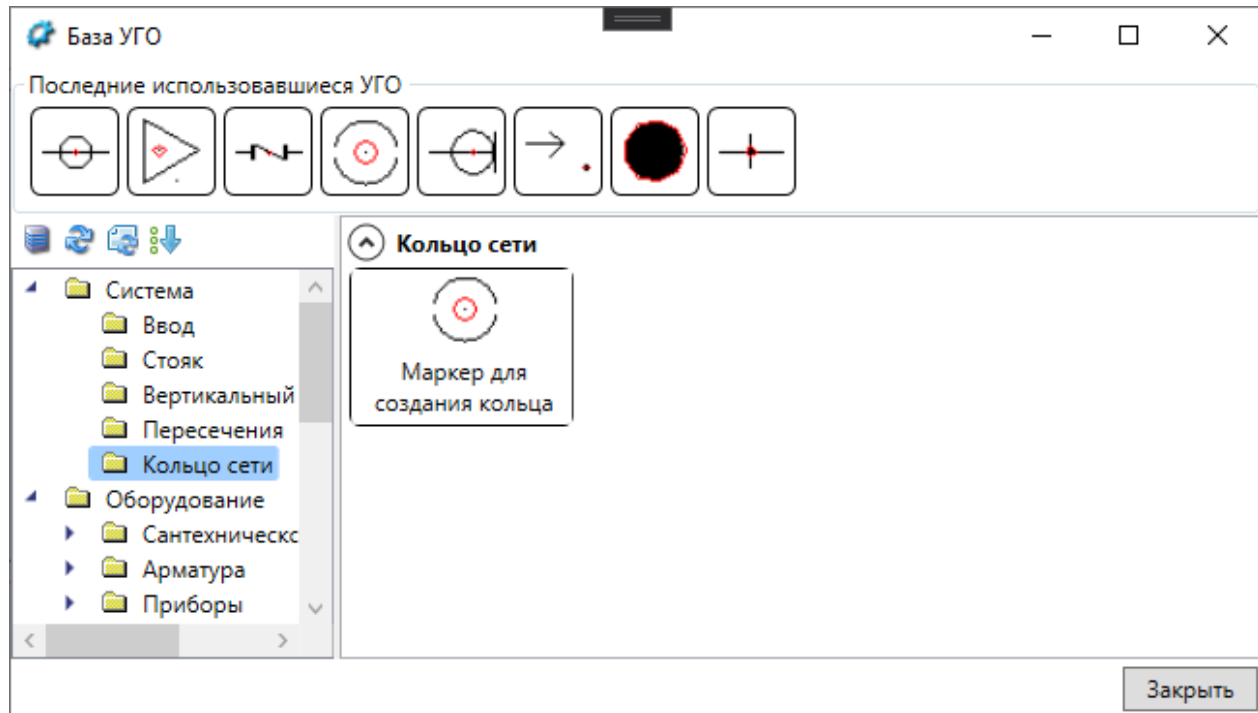 База УГО
Последние использовавшиеся УГО
Кольцо сети
Система
Ввод
Стояк
Вертикальный
Пересечения
Кольцо сети
Оборудование
Сантехническс
Арматура
Приборы
Маркер для
создания кольца
Закрыть